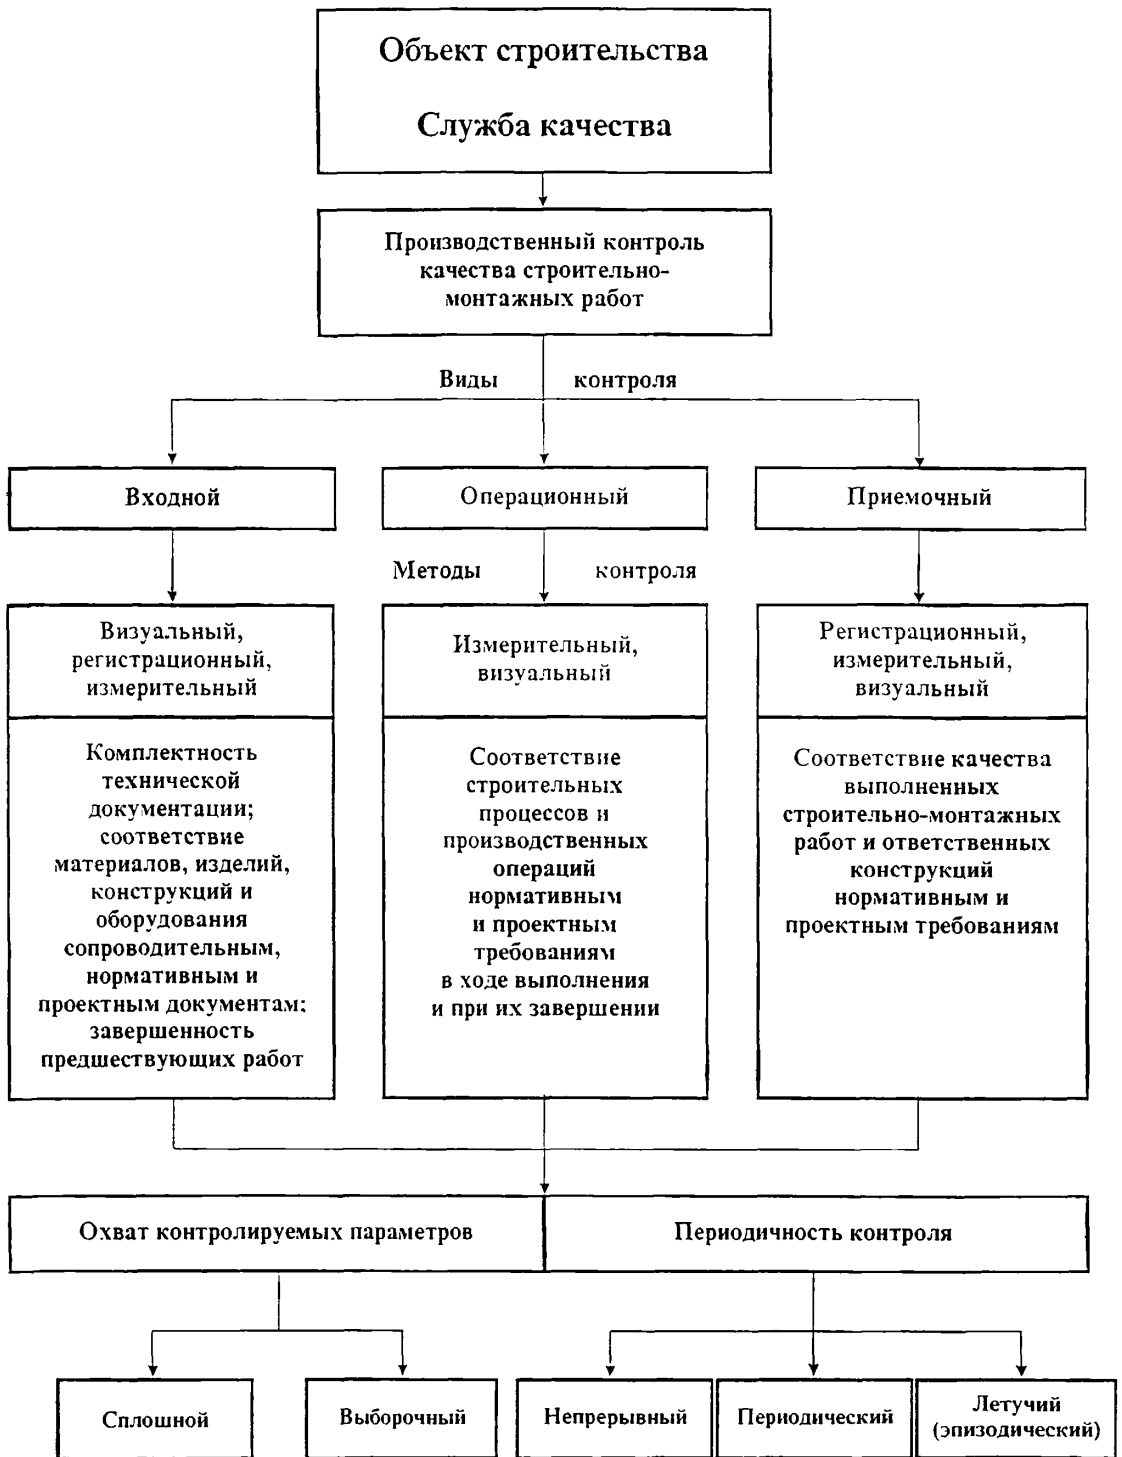 Объект строительства
Служба качества
Производственный контроль
качества строительно-
монтажных работ
Виды контроля
Входной
Операционный
Приемочный
Методы контроля
Визуальный,
регистрационный,
измерительный
Измерительный,
визуальный
Регистрационный,
измерительный,
визуальный
Комплектность
технической
документации;
соответствие
материалов, изделий,
конструкций и
оборудования
сопроводительным,
нормативным и
проектным документам:
завершенность
предшествующих работ
Соответствие
строительных
процессов и
производственных
операций
нормативным
и проектным
требованиям
в ходе выполнения
и при их завершении
Соответствие качества
выполненных
строительно-монтажных
работ и ответственных
конструкций
нормативным и
проектным требованиям
Охват контролируемых параметров
Периодичность контроля
Сплошной
Выборочный
Непрерывный
Периодический
Летучий
(эпизодический)